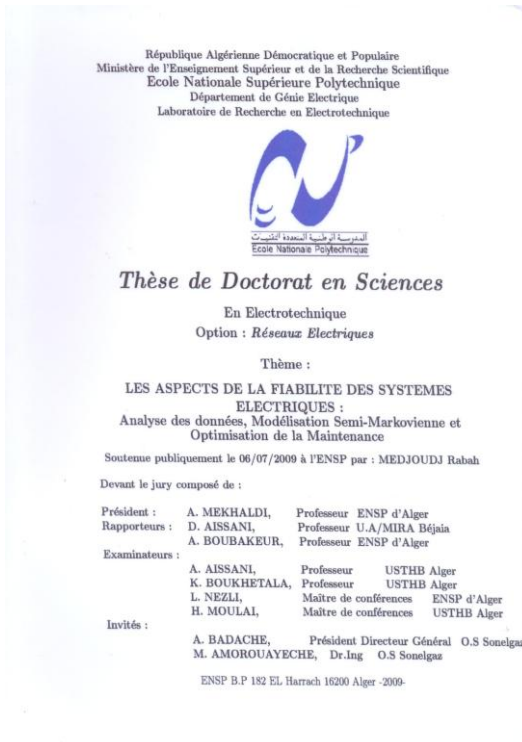 République Algérienne Démocratique et Populaire
Ministère de l'Enseignement Supérieur et de la Recherche Scientifique
Ecole Nationale Supérieure Polytechnique
Département de Génie Electrique
Laboratoire de Recherche en Electrotechnique
المدرسة الوطنية المتعددة التقنيات
Ecole Nationale Polytechnique
Thèse de Doctorat en Sciences
En Electrotechnique
Option : Réseaux Electriques
Thème :
LES ASPECTS DE LA FIABILITE DES SYSTEMES
ELECTRIQUES :
Analyse des données, Modélisation Semi-Markovienne et
Optimisation de la Maintenance
Soutenue publiquement le 06/07/2009 à l'ENSP par : MEDJOUDJ Rabah
Devant le jury composé de :
Président : A. MEKHALDI, Professeur ENSP d'Alger
Rapporteurs : D. AISSANI, Professeur U.A/MIRA Béjaia
A. BOUBAKEUR, Professeur ENSP d'Alger
Examinateurs :
A. AISSANI, Professeur USTHB Alger
K. BOUKHETALA, Professeur USTHB Alger
L. NEZLI, Maître de conférences ENSP d'Alger
H. MOULAI, Maître de conférences USTHB Alger
Invités :
A. BADACHE, Président Directeur Général O.S Sonelgaz
M. AMOROUAYECHE, Dr.Ing O.S Sonelgaz
ENSP B.P 182 EL Harrach 16200 Alger -2009-